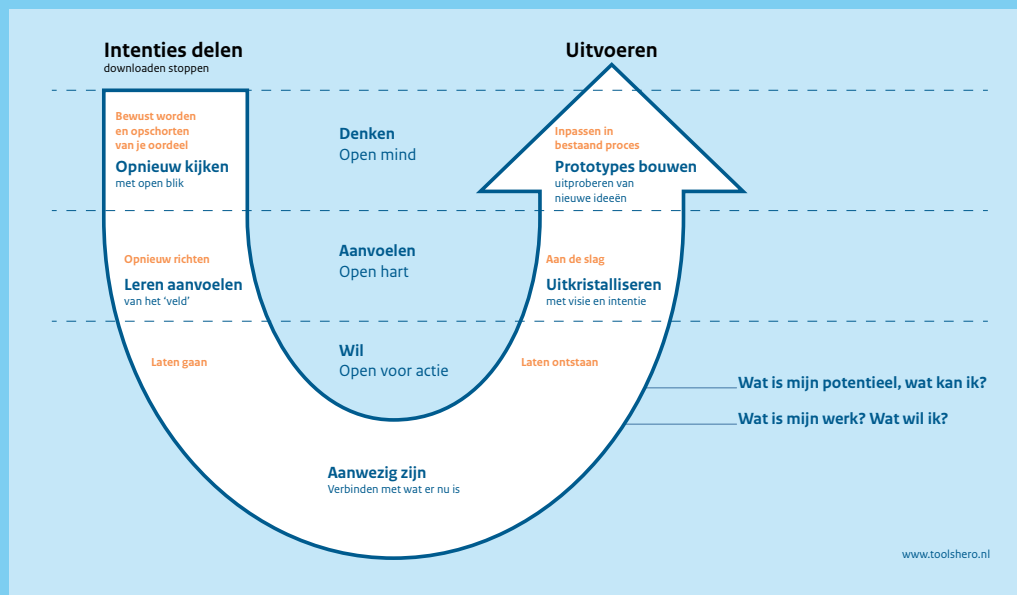 Intenties delen
downloaden stoppen
Bewust worden
en opschorten
van je oordeel
Opnieuw kijken
met open blik
Opnieuw richten
Leren aanvoelen
van het ‘veld’
Laten gaan
Denken
Open mind
Aanvoelen
Open hart
Wil
Open voor actie
Aanwezig zijn
Verbinden met wat er nu is
Uitvoeren
Inpassen in
bestaand proces
Prototypes bouwen
uitproberen van
nieuwe ideeën
Aan de slag
Uitkristalliseren
met visie en intentie
Laten ontstaan
Wat is mijn potentieel, wat kan ik?
Wat is mijn werk? Wat wil ik?
www.toolshero.nl